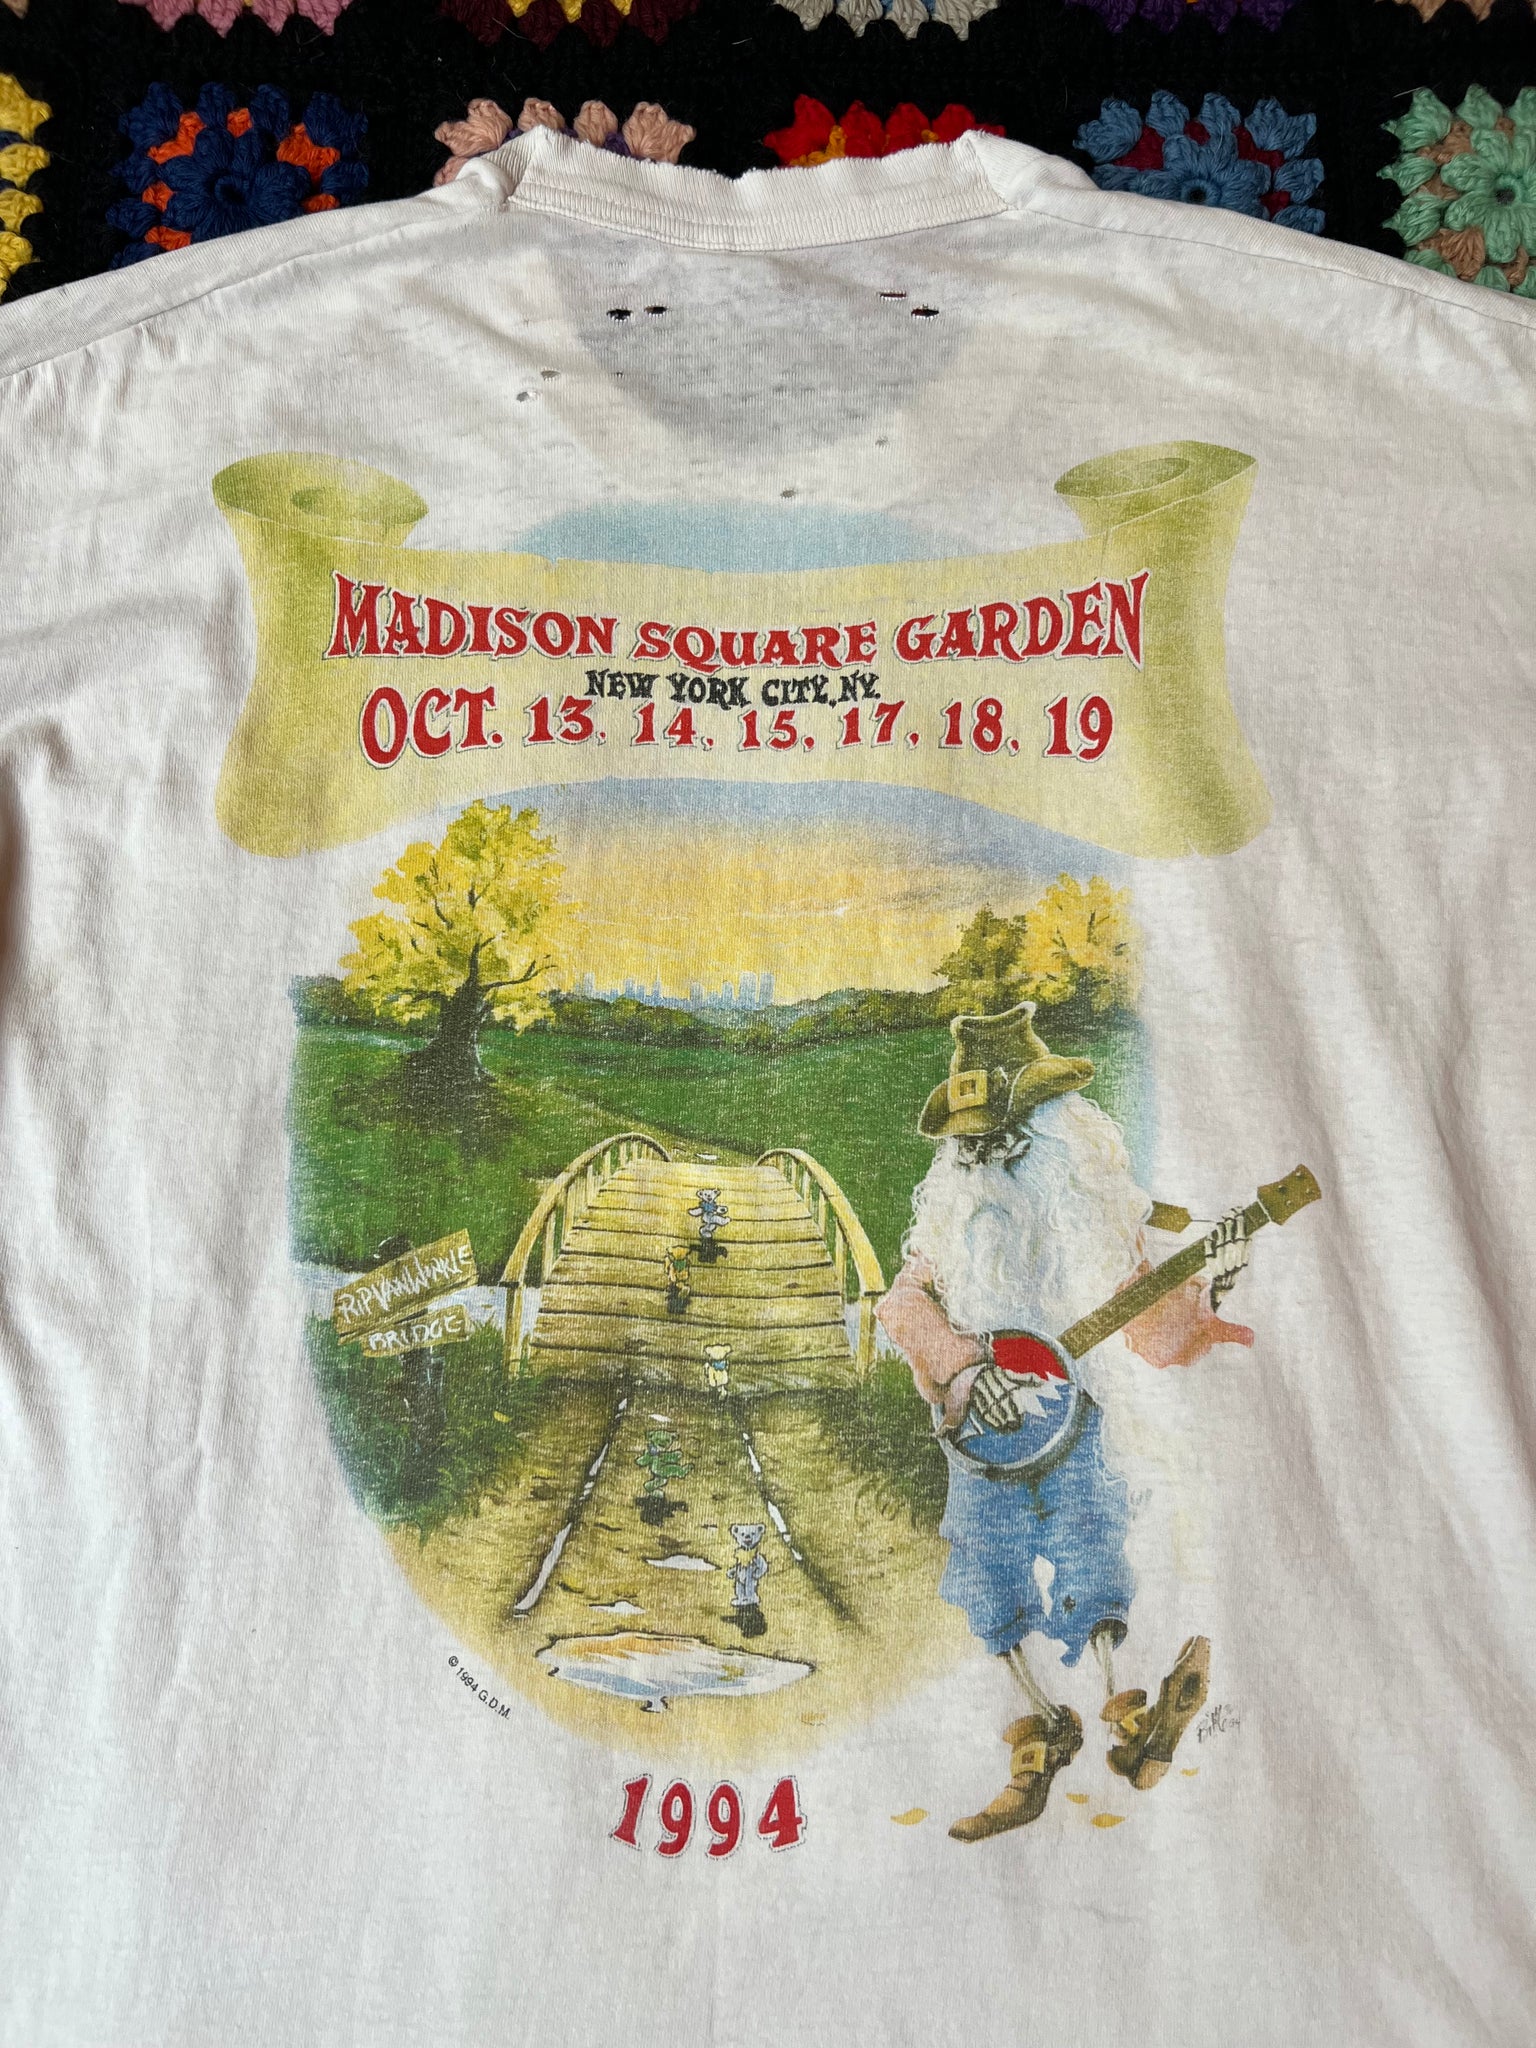 MADISON SQUARE GARDEN
NEW YORK CITY, NY.
OCT. 13, 14, 15, 17, 18, 19
RIP VAN WINKLE
BRIDGE
© 1994 G.D.M.
1994